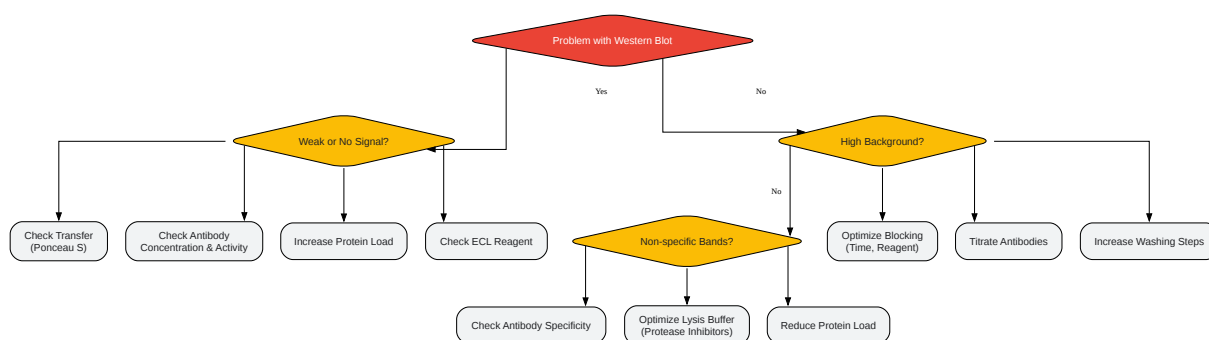 Problem with Western Blot
Yes
No
Weak or No Signal?
High Background?
No
Check Transfer
(Ponceau S)
Check Antibody
Concentration & Activity
Increase Protein Load
Check ECL Reagent
Non-specific Bands?
Optimize Blocking
(Time, Reagent)
Titrate Antibodies
Increase Washing Steps
Check Antibody Specificity
Optimize Lysis Buffer
(Protease Inhibitors)
Reduce Protein Load